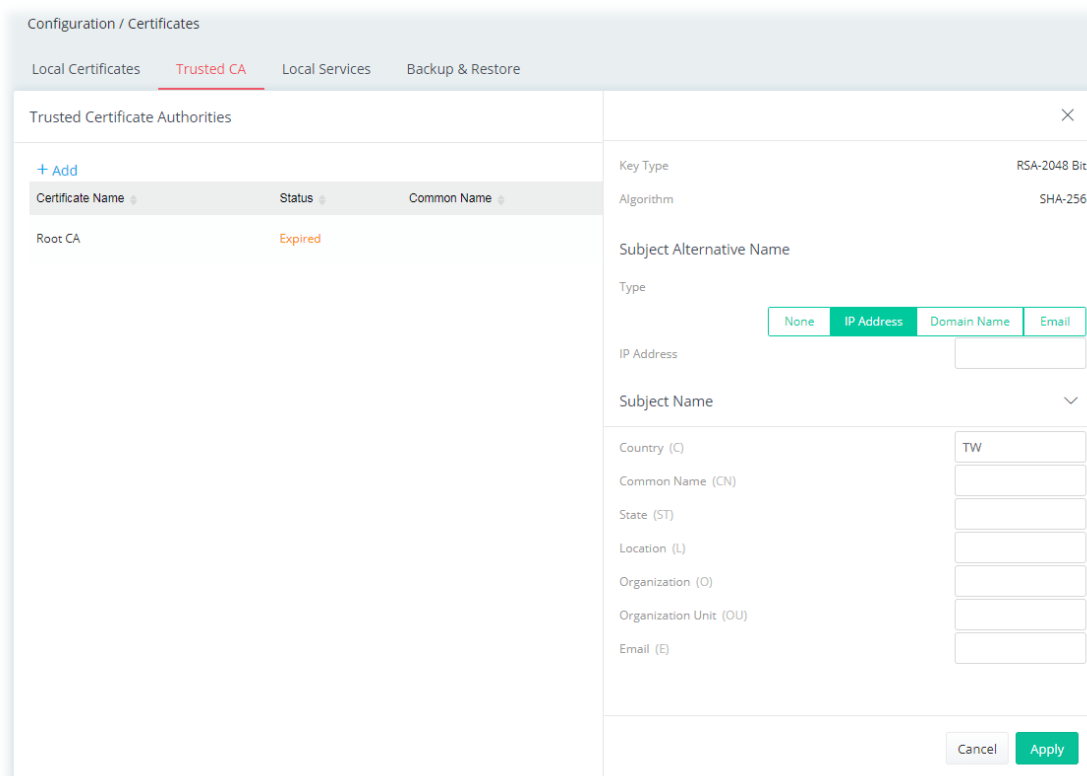 Configuration / Certificates
Local Certificates Trusted CA Local Services Backup & Restore
Trusted Certificate Authorities
+ Add
Certificate Name Status Common Name
Root CA Expired
Key Type RSA-2048 Bit
Algorithm SHA-256
Subject Alternative Name
Type
None IP Address Domain Name Email
IP Address
Subject Name
Country (C) TW
Common Name (CN)
State (ST)
Location (L)
Organization (O)
Organization Unit (OU)
Email (E)
Cancel Apply